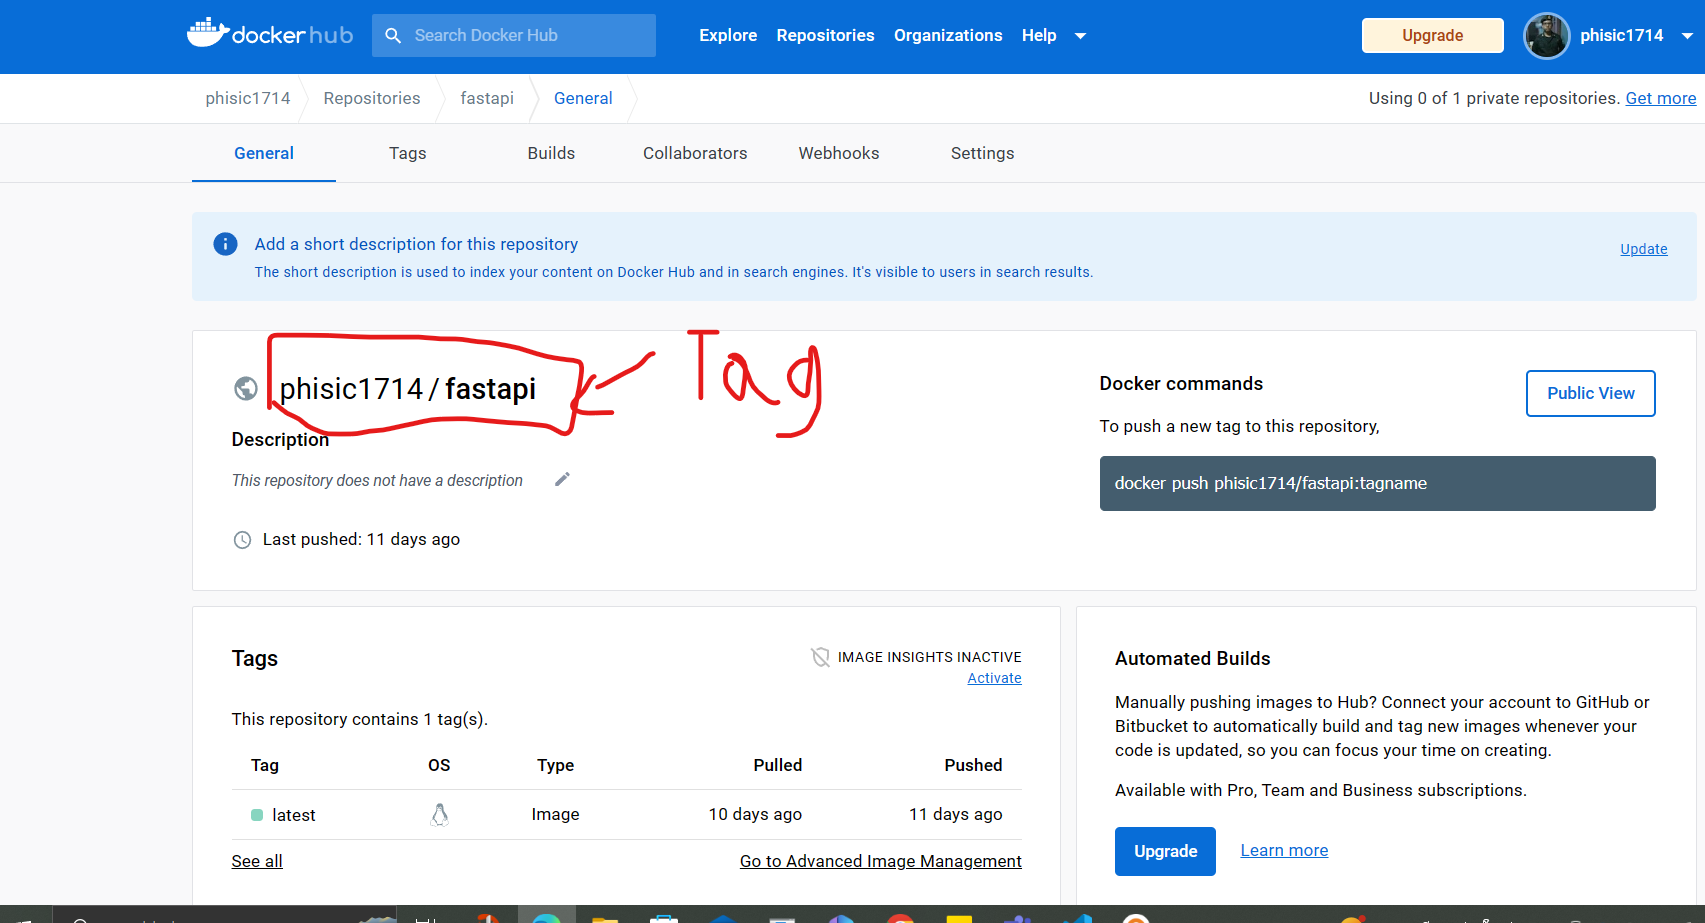 docker hub
Search Docker Hub
Explore Repositories Organizations Help
Upgrade
phisic1714
phisic1714 Repositories fastapi General
Using 0 of 1 private repositories. Get more
General Tags Builds Collaborators Webhooks Settings
Add a short description for this repository
The short description is used to index your content on Docker Hub and in search engines. It's visible to users in search results.
Update
phisic1714 / fastapi
Tag
Description
This repository does not have a description
Last pushed: 11 days ago
Docker commands
Public View
To push a new tag to this repository,
docker push phisic1714/fastapi:tagname
Tags
IMAGE INSIGHTS INACTIVE
Activate
This repository contains 1 tag(s).
Tag OS Type Pulled Pushed
latest Image 10 days ago 11 days ago
See all
Go to Advanced Image Management
Automated Builds
Manually pushing images to Hub? Connect your account to GitHub or
Bitbucket to automatically build and tag new images whenever your
code is updated, so you can focus your time on creating.
Available with Pro, Team and Business subscriptions.
Upgrade Learn more